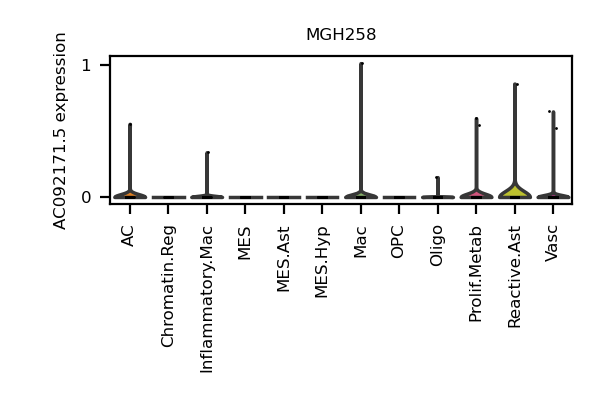 MGH258
AC092171.5 expression
1
0
AC
Chromatin.Reg
Inflammatory.Mac
MES
MES.Ast
MES.Hyp
Mac
OPC
Oligo
Prolif.Metab
Reactive.Ast
Vasc